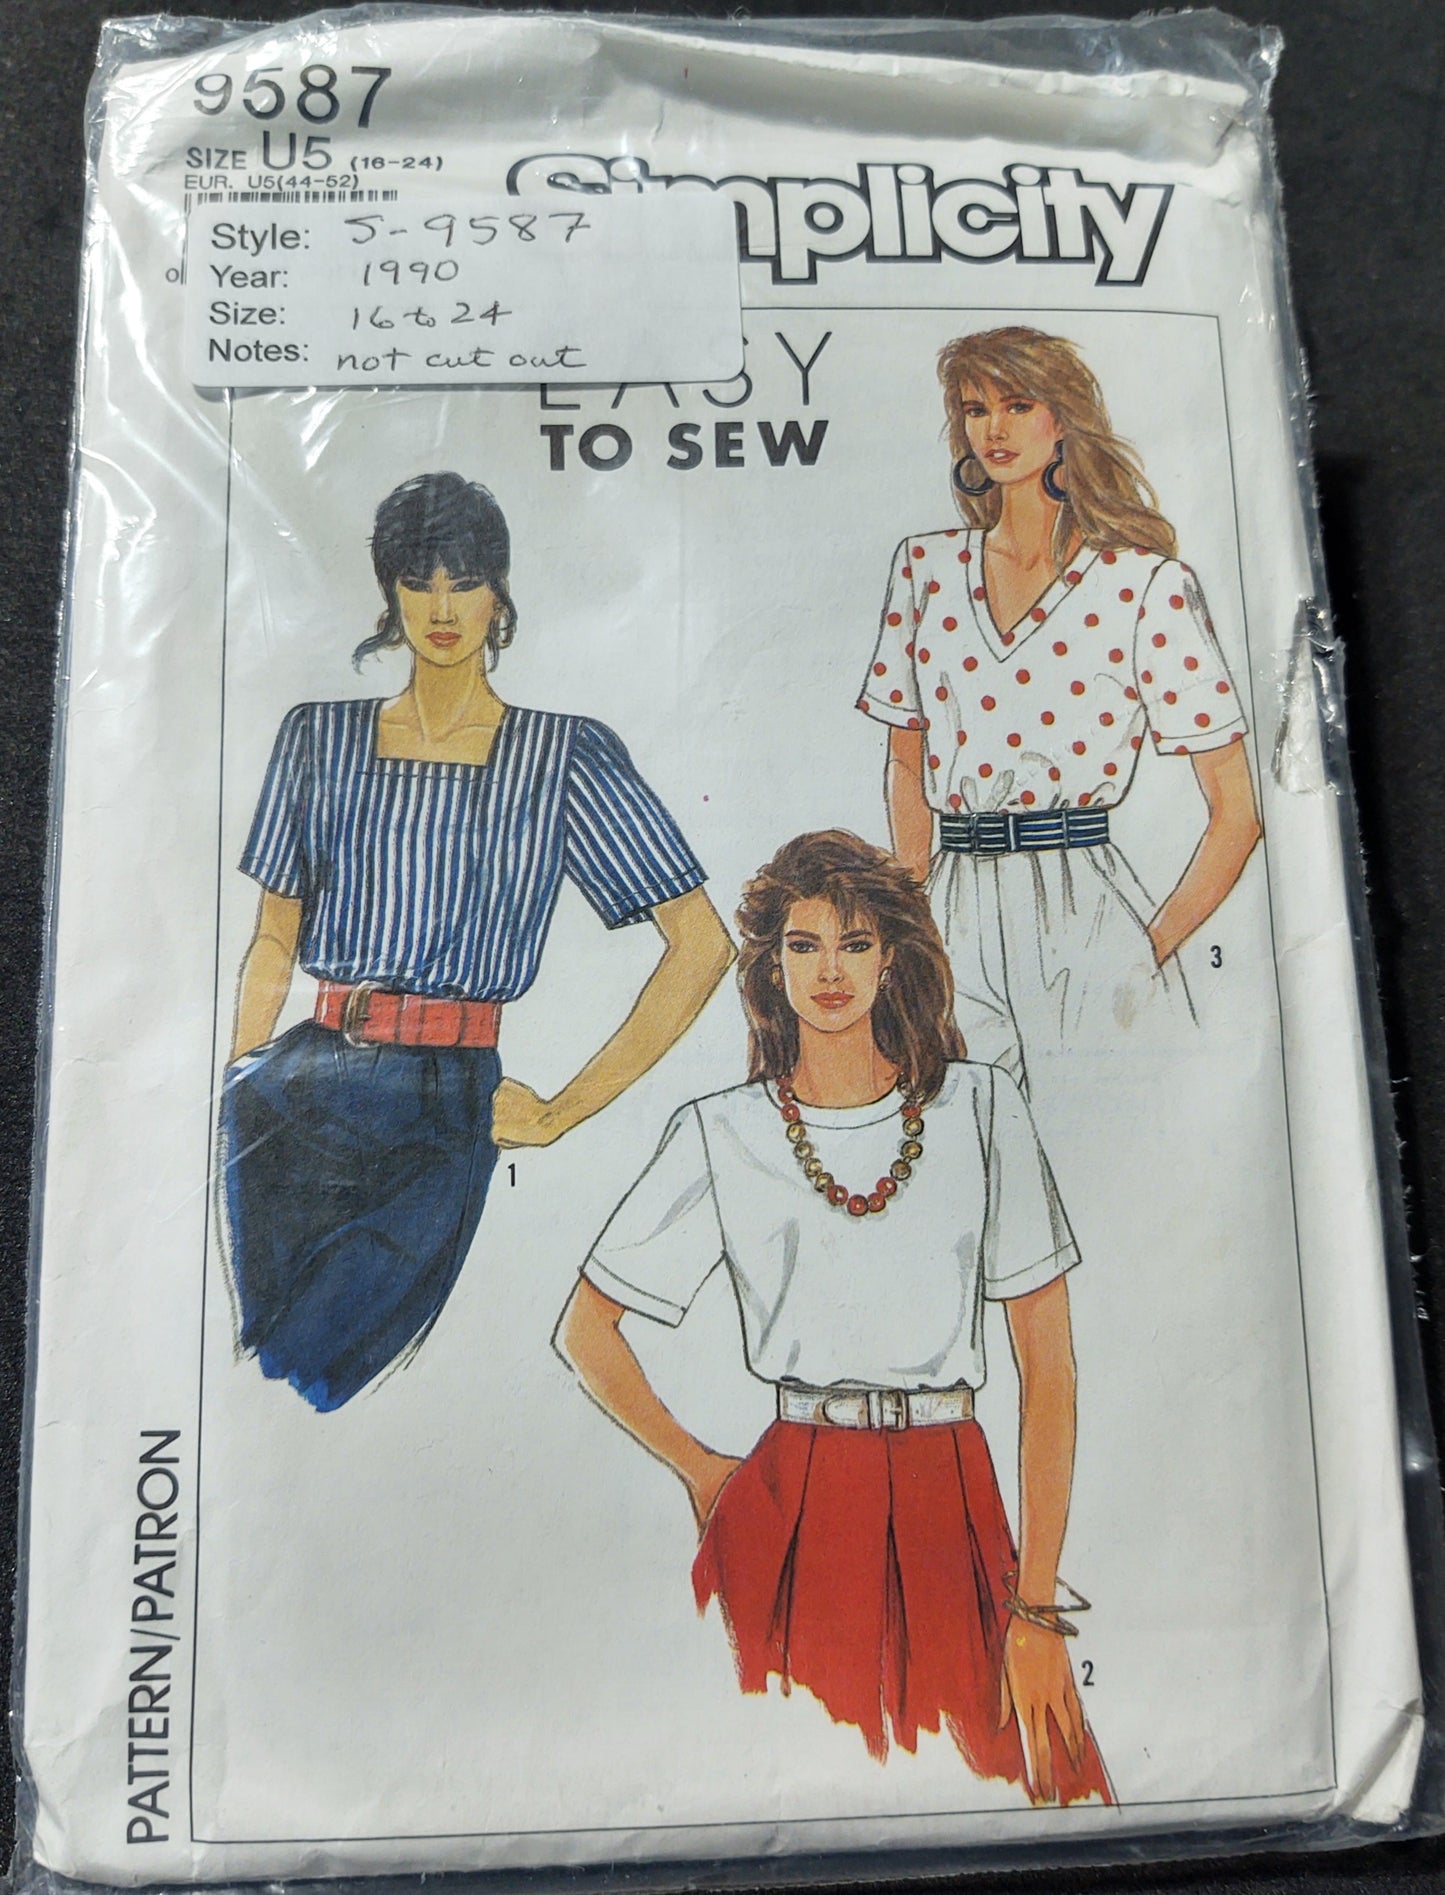 9587
SIZE U5 (16-24)
EUR. U5(44-52)
Simplicity
Style: S-9587
Year: 1990
Size: 16 to 24
Notes: not cut out
EASY
TO SEW
3
1
2
PATTERN/PATRON